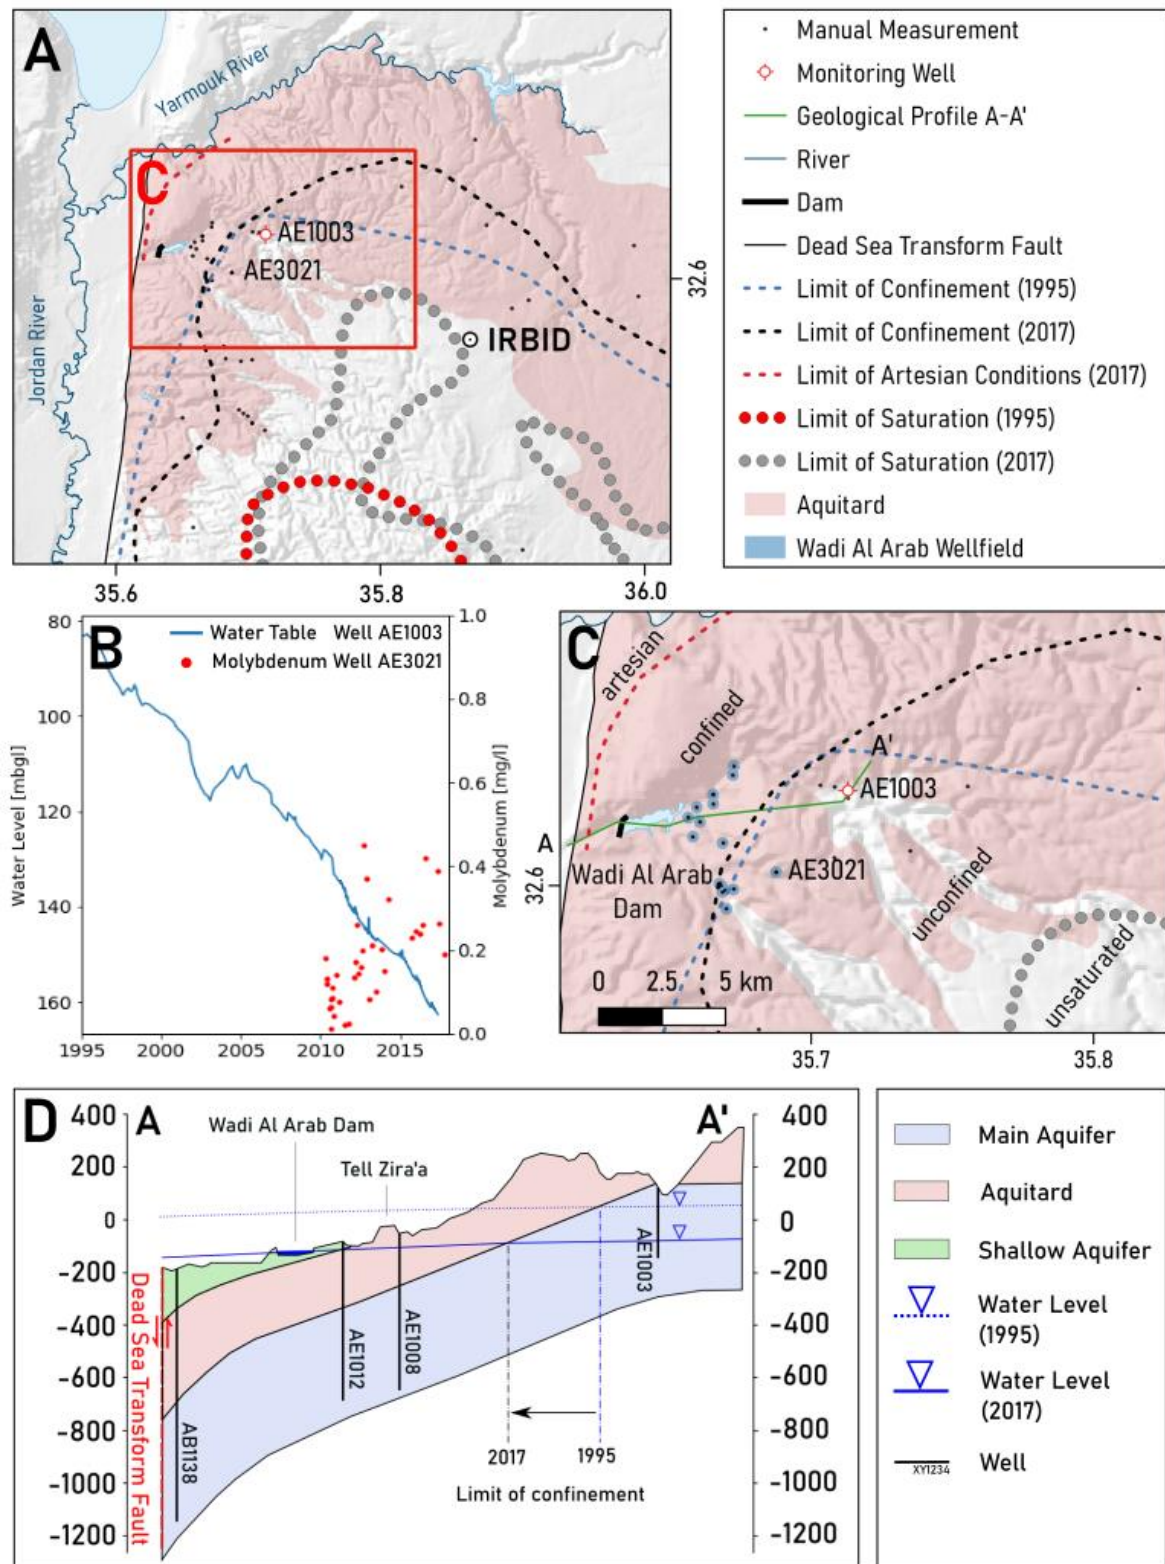 A
Yarmouk River
C
AE1003
AE3021
IRBID
Jordan River
32.6
35.6
35.8
36.0
Manual Measurement
Monitoring Well
Geological Profile A-A'
River
Dam
Dead Sea Transform Fault
Limit of Confinement (1995)
Limit of Confinement (2017)
Limit of Artesian Conditions (2017)
Limit of Saturation (1995)
Limit of Saturation (2017)
Aquitard
Wadi Al Arab Wellfield
B
Water Table Well AE1003
Molybdenum Well AE3021
Water Level [mbgl]
80
100
120
140
160
1995
2000
2005
2010
2015
1.0
0.8
0.6
0.4
0.2
0.0
Molybdenum [mg/l]
C
artesian
confined
A'
AE1003
A
AE3021
Wadi Al Arab
Dam
unconfined
unsaturated
32.6
0 2.5 5 km
35.7
35.8
D
A
A'
Wadi Al Arab Dam
Tell Zira'a
400
200
0
-200
-400
-600
-800
-1000
-1200
400
200
0
-200
-400
-600
-800
-1000
-1200
Dead Sea Transform Fault
AB1138
AE1012
AE1008
AE1003
2017
1995
Limit of confinement
Main Aquifer
Aquitard
Shallow Aquifer
Water Level
(1995)
Water Level
(2017)
Well
XY1234